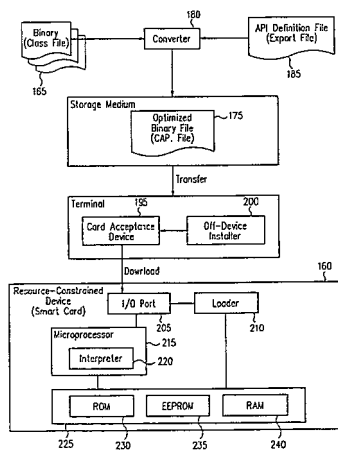 180
Binary
(Class File)
Converter
API Definition File
(Export File)
165
185
Storage Medium
Optimized
Binary File
(CAP. File)
175
Transfer
Terminal
195
200
Card Acceptance
Device
Off-Device
Installer
Download
160
Resource-Constrained
Device
(Smart Card)
I/O Port
Loader
205
210
Microprocessor
215
Interpreter
220
ROM
EEPROM
RAM
225
230
235
240